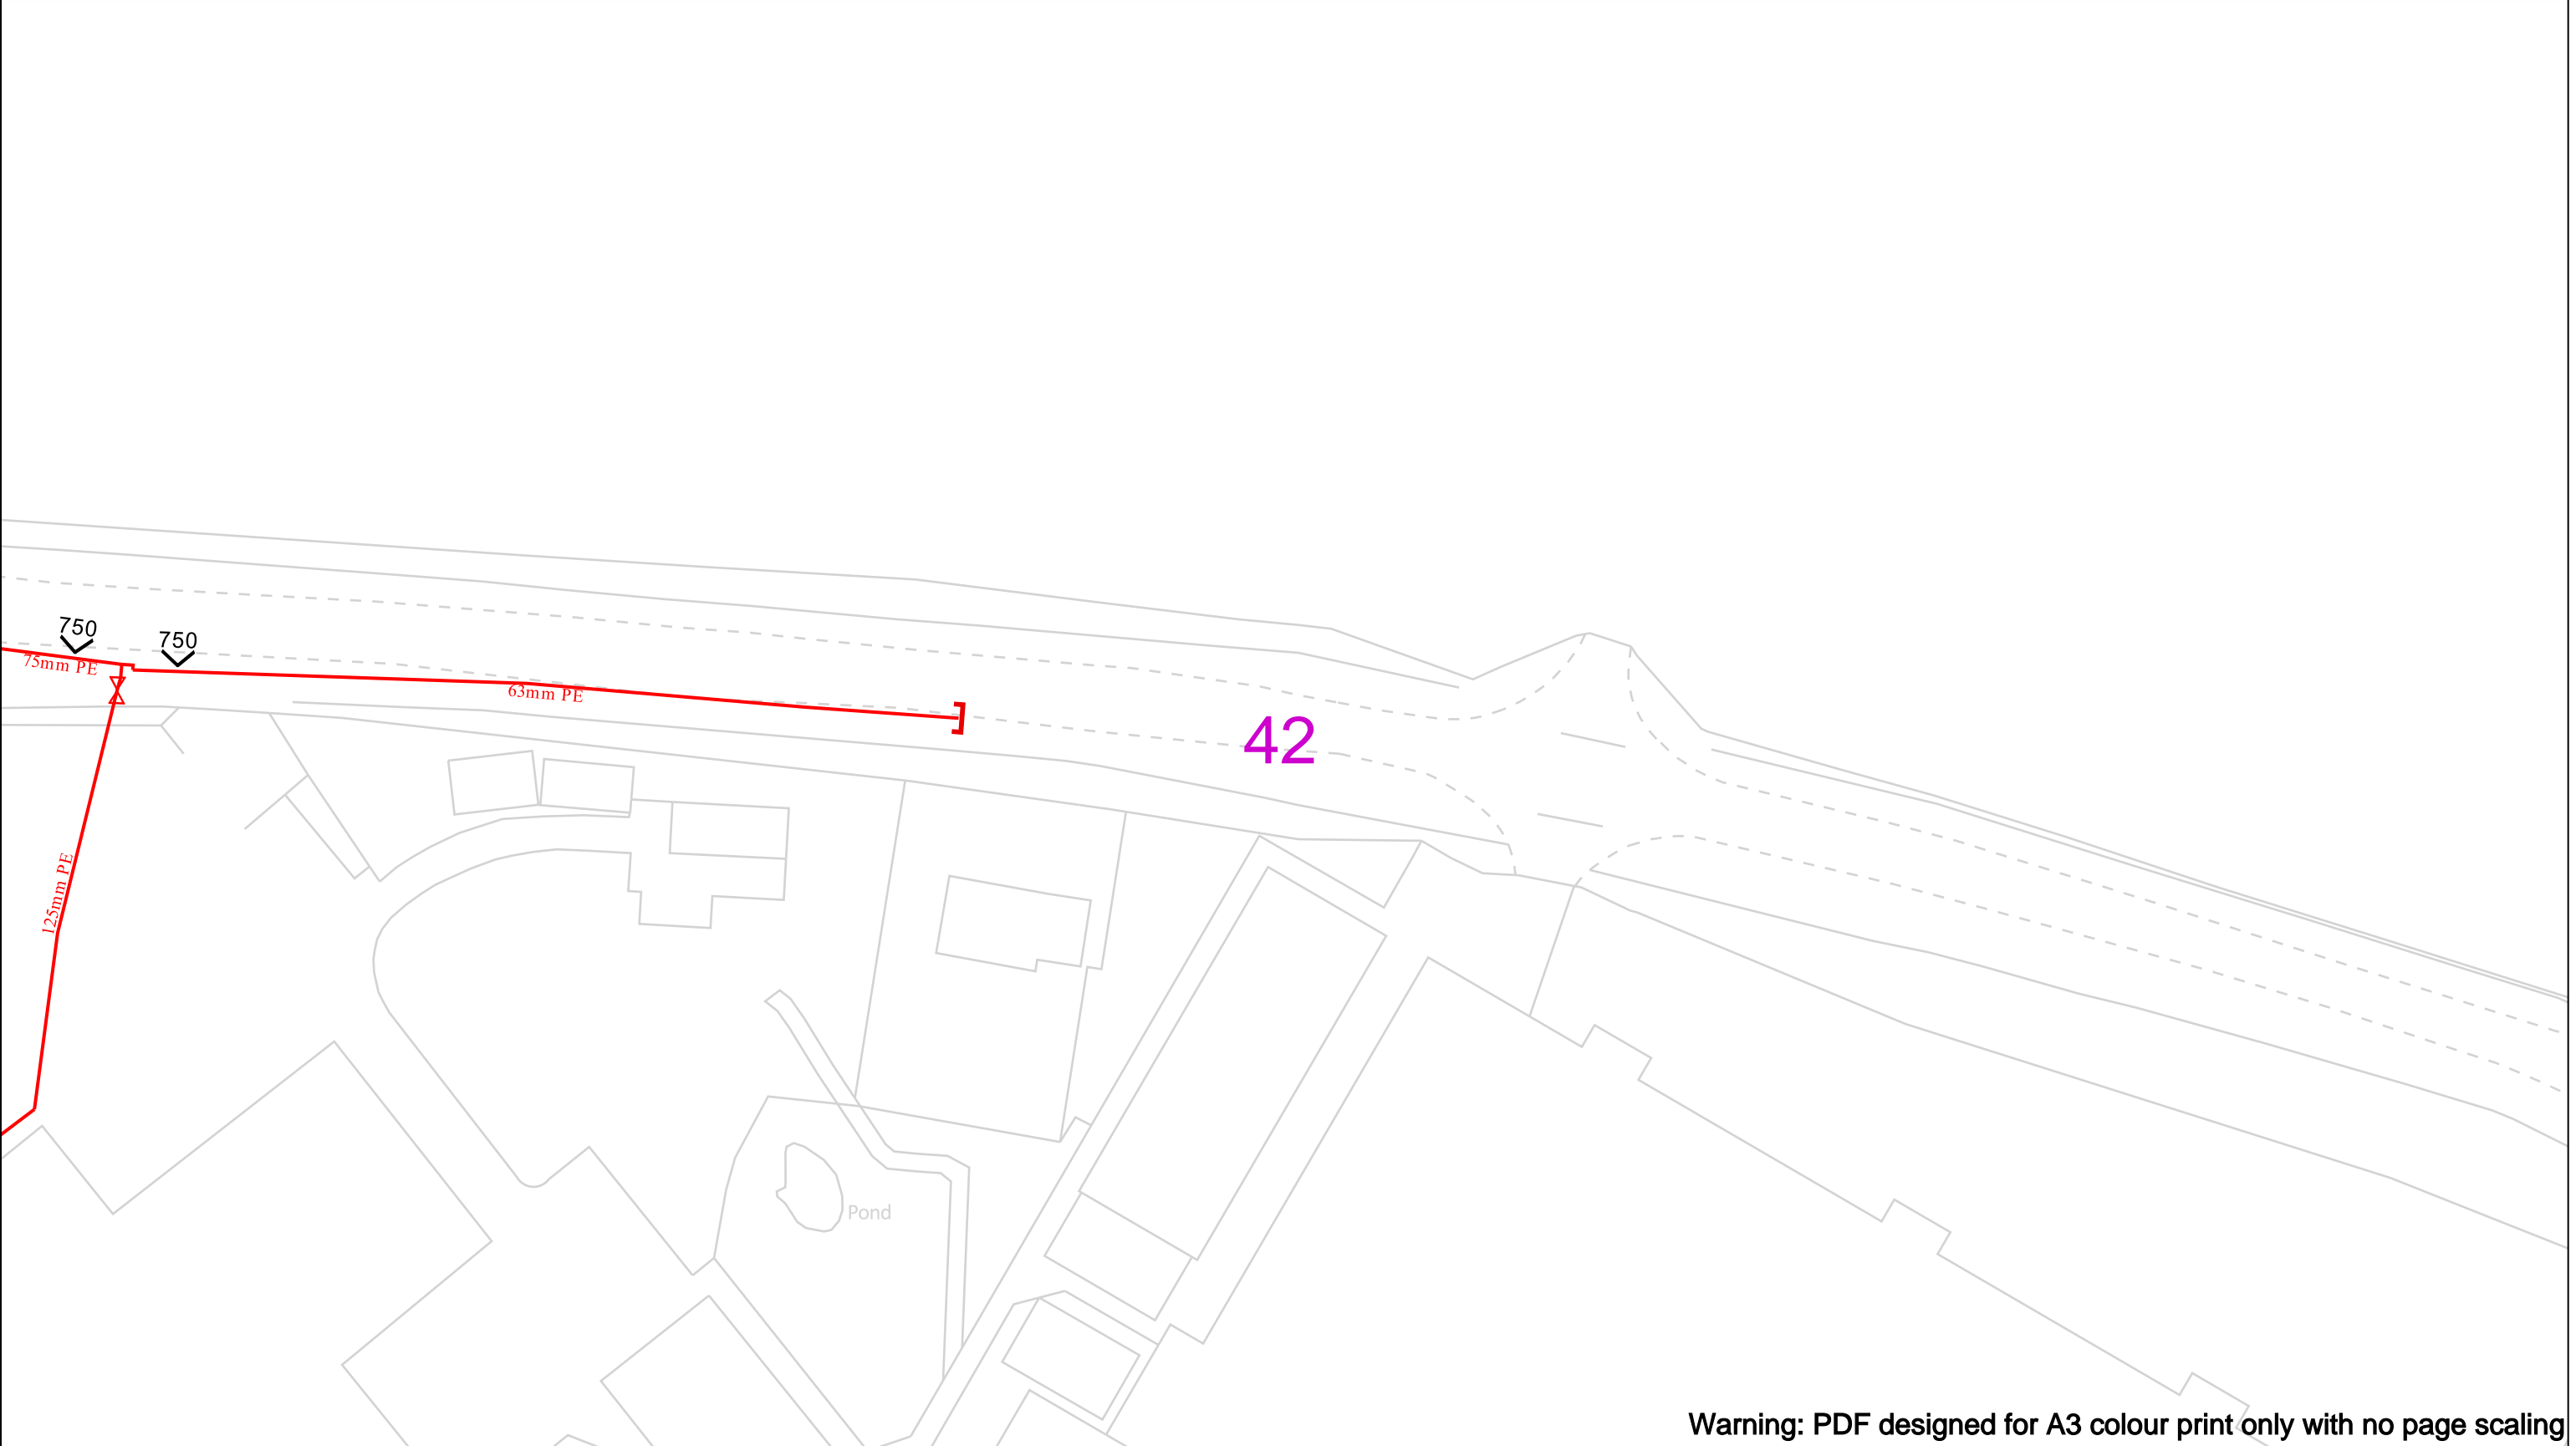 750
750
75mm PE
63mm PE
42
125mm PE
Pond
Warning: PDF designed for A3 colour print only with no page scaling